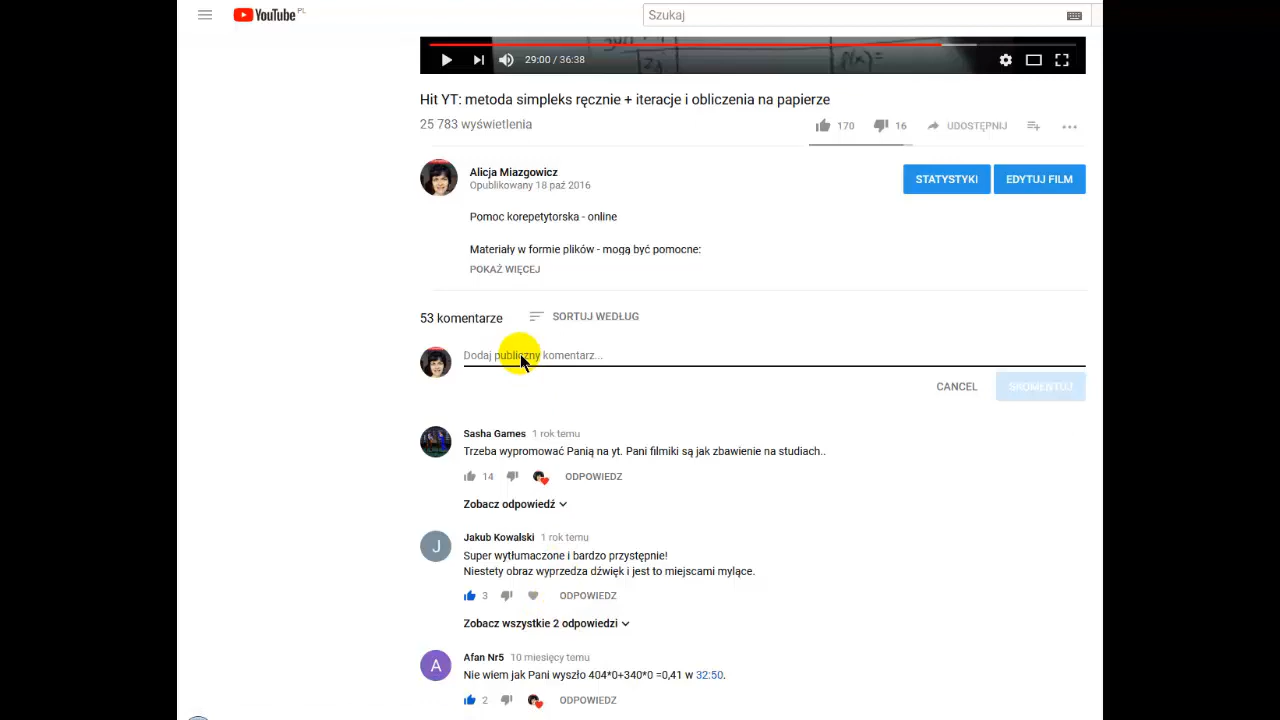 YouTube PL
Szukaj
29:00 / 36:38
Hit YT: metoda simpleks ręcznie + iteracje i obliczenia na papierze
25 783 wyświetlenia
170 16 UDOSTĘPNIJ
Alicja Miazgowicz
Opublikowany 18 paź 2016
STATYSTYKI EDYTUJ FILM
Pomoc korepetytorska - online
Materiały w formie plików - mogą być pomocne:
POKAŻ WIĘCEJ
53 komentarze SORTUJ WEDŁUG
Dodaj publiczny komentarz...
CANCEL SKOMENTUJ
Sasha Games 1 rok temu
Trzeba wypromować Panią na yt. Pani filmiki są jak zbawienie na studiach..
14 ODPOWIEDZ
Zobacz odpowiedź
J
Jakub Kowalski 1 rok temu
Super wytłumaczone i bardzo przystępnie!
Niestety obraz wyprzedza dźwięk i jest to miejscami mylące.
3 ODPOWIEDZ
Zobacz wszystkie 2 odpowiedzi
A
Afan Nr5 10 miesięcy temu
Nie wiem jak Pani wyszło 404*0+340*0 =0,41 w 32:50.
2 ODPOWIEDZ